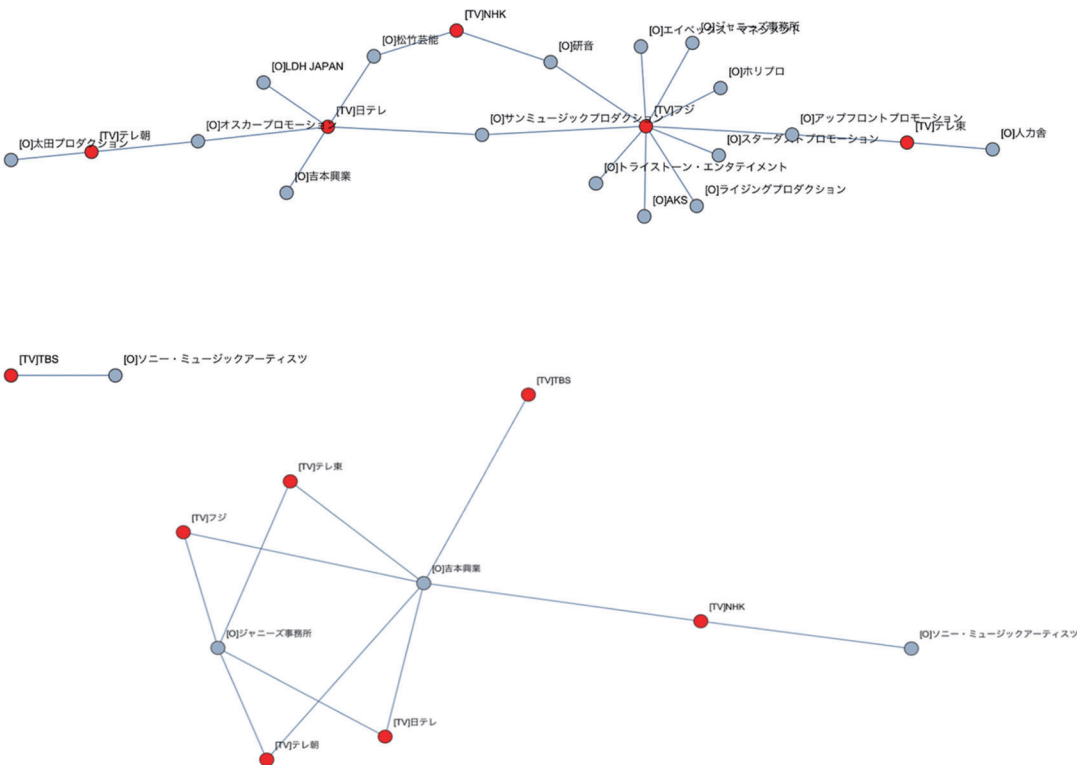 [TV]NHK
[O]松竹芸能
[O]エイベックス・マネジメント
[O]ジャニーズ事務所
[O]研音
[O]LDH JAPAN
[O]ホリプロ
[TV]日テレ
[TV]フジ
[O]オスカープロモーション
[O]サンミュージックプロダクション
[O]アップフロントプロモーション
[TV]テレ東
[O]人力舎
[O]太田プロダクション
[TV]テレ朝
[O]スターダストプロモーション
[O]トライストーン・エンタテイメント
[O]吉本興業
[O]ライジングプロダクション
[O]AKS
[TV]TBS
[O]ソニー・ミュージックアーティスツ
[TV]TBS
[TV]テレ東
[TV]フジ
[O]吉本興業
[TV]NHK
[O]ジャニーズ事務所
[O]ソニー・ミュージックアーティスツ
[TV]日テレ
[TV]テレ朝